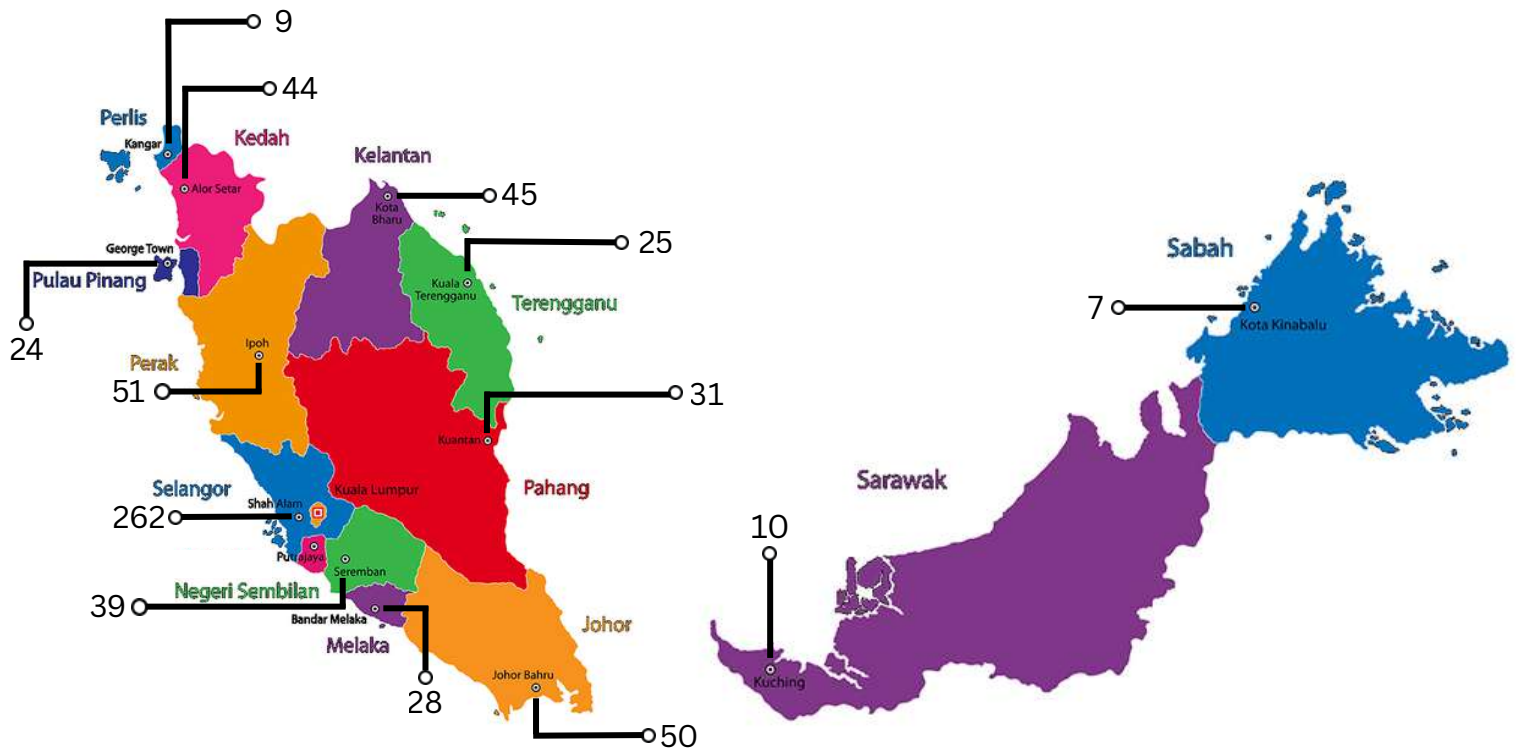 9
44
Perlis
Kangar
Kedah
Kelantan
Alor Setar
45
Kota
Bharu
George Town
25
Pulau Pinang
Kuala
Terengganu
Terengganu
24
Ipoh
Perak
51
31
Kuantan
Selangor
Kuala Lumpur
Pahang
Shah Alam
262
Putrajaya
Seremban
Negeri Sembilan
39
Bandar Melaka
Melaka
Johor
Johor Bahru
28
50
Sabah
7
Kota Kinabalu
Sarawak
10
Kuching